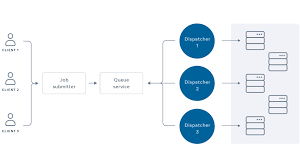 CLIENT 1
CLIENT 2
CLIENT 3
Job
submitter
Queue
service
Dispatcher
1
Dispatcher
2
Dispatcher
3